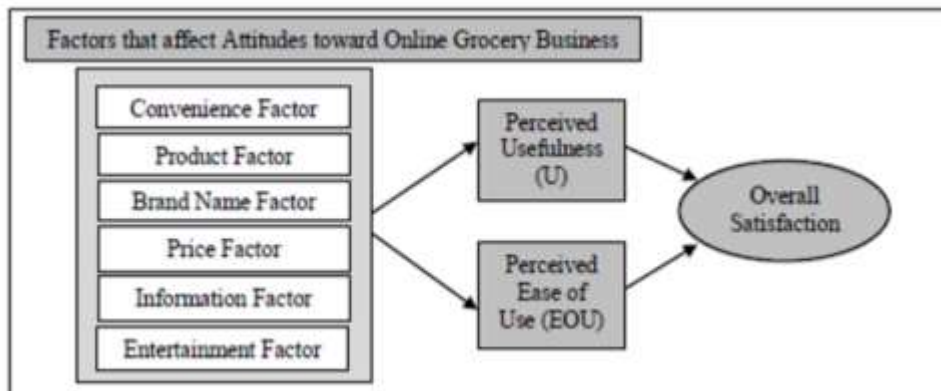 Factors that affect Attitudes toward Online Grocery Business
Convenience Factor
Product Factor
Brand Name Factor
Price Factor
Information Factor
Entertainment Factor
Perceived
Usefulness
(U)
Perceived
Ease of
Use (EOU)
Overall
Satisfaction